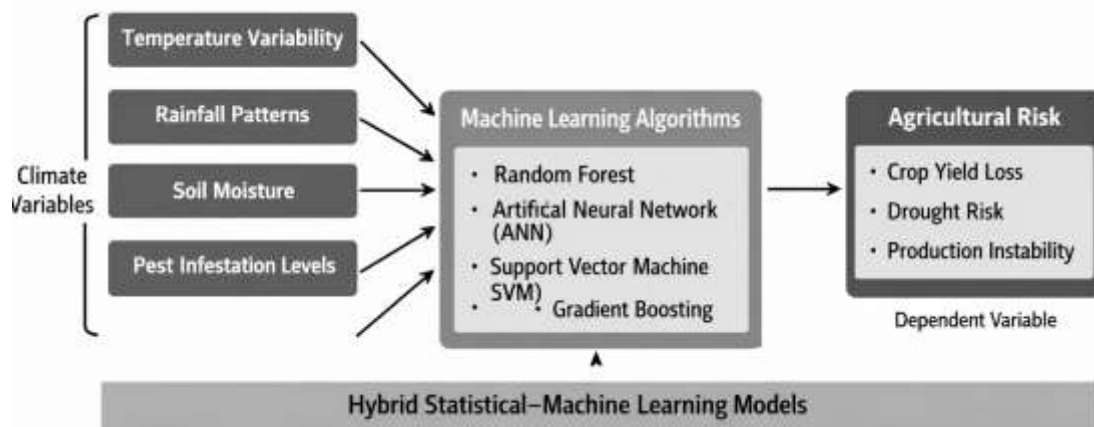 Climate
Variables
Temperature Variability
Rainfall Patterns
Soil Moisture
Pest Infestation Levels
Machine Learning Algorithms
• Random Forest
• Artifical Neural Network
(ANN)
• Support Vector Machine
SVM)
• • Gradient Boosting
Agricultural Risk
• Crop Yield Loss
• Drought Risk
• Production Instability
Dependent Variable
Hybrid Statistical–Machine Learning Models